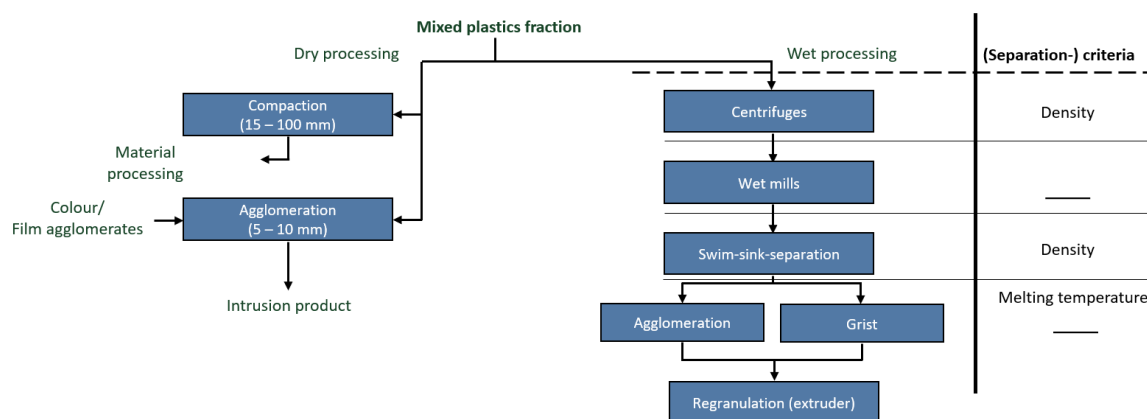 Mixed plastics fraction
Dry processing
Wet processing
(Separation-) criteria
Compaction
(15 – 100 mm)
Centrifuges
Density
Material
processing
Wet mills
Colour/
Film agglomerates
Agglomeration
(5 – 10 mm)
Swim-sink-separation
Density
Intrusion product
Melting temperature
Agglomeration
Grist
Regranulation (extruder)